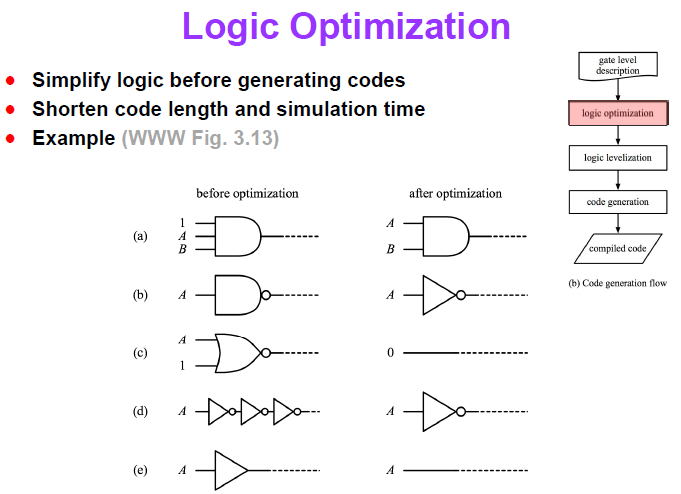 Logic Optimization
● Simplify logic before generating codes
● Shorten code length and simulation time
● Example (WWW Fig. 3.13)
gate level
description
logic optimization
logic levelization
code generation
compiled code
(b) Code generation flow
before optimization after optimization
(a) 1 A B A B
(b) A A
(c) A 1 0
(d) A A
(e) A A